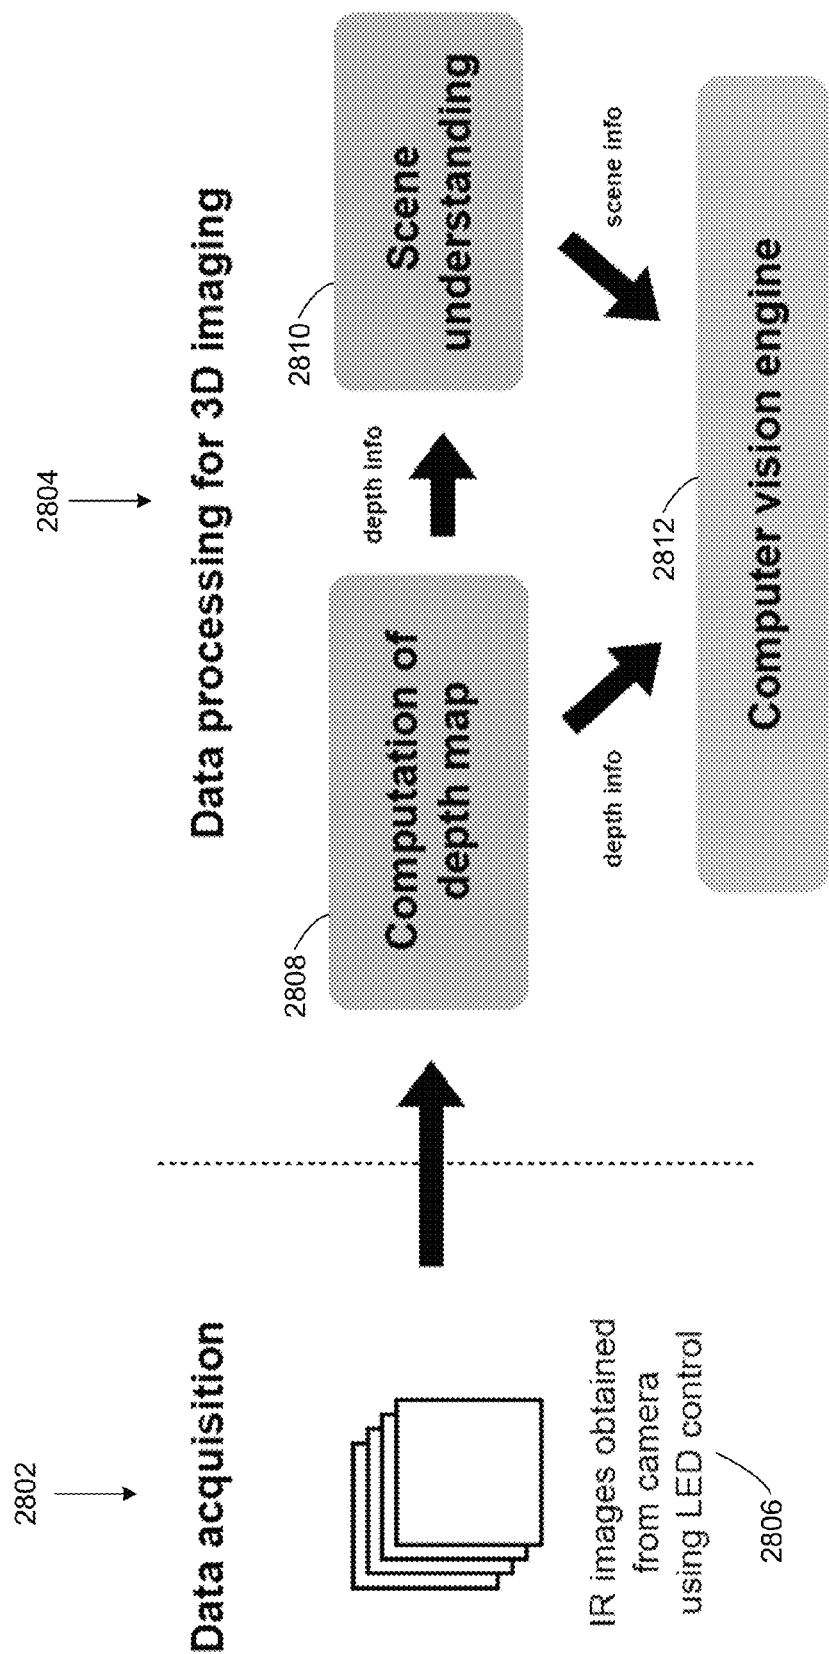 2802
2804
Data acquisition
Data processing for 3D imaging
IR images obtained
from camera
using LED control
2806
2808
Computation of
depth map
depth info
2810
Scene
understanding
depth info
scene info
2812
Computer vision engine